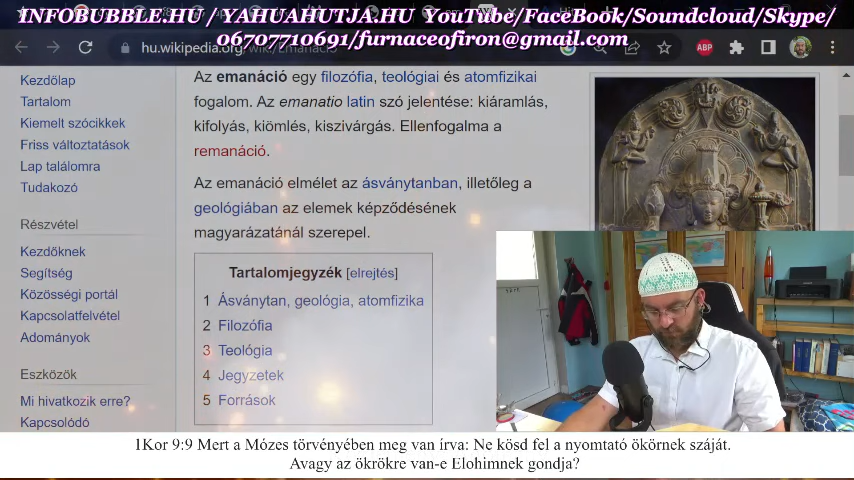 INFOBUBBLE.HU / YAHUAHUTJA.HU YouTube/FaceBook/Soundcloud/Skype/
06707710691/furnaceofiron@gmail.com
hu.wikipedia.org
ABP
Kezdőlap
Tartalom
Kiemelt szócikkek
Friss változtatások
Lap találomra
Tudakozó
Részvétel
Kezdőknek
Segítség
Közösségi portál
Kapcsolatfelvétel
Adományok
Eszközök
Mi hivatkozik erre?
Kapcsolódó
Az emanáció egy filozófia, teológiai és atomfizikai
fogalom. Az emanatio latin szó jelentése: kiáramlás,
kifolyás, kiömlés, kiszivárgás. Ellenfogalma a
remanáció.
Az emanáció elmélet az ásványtanban, illetőleg a
geológiában az elemek képződésének
magyarázatánál szerepel.
Tartalomjegyzék [elrejtés]
1 Ásványtan, geológia, atomfizika
2 Filozófia
3 Teológia
4 Jegyzetek
5 Források
1Kor 9:9 Mert a Mózes törvényében meg van írva: Ne kösd fel a nyomtató ökörnek száját.
Avagy az ökrökre van-e Elohimnek gondja?